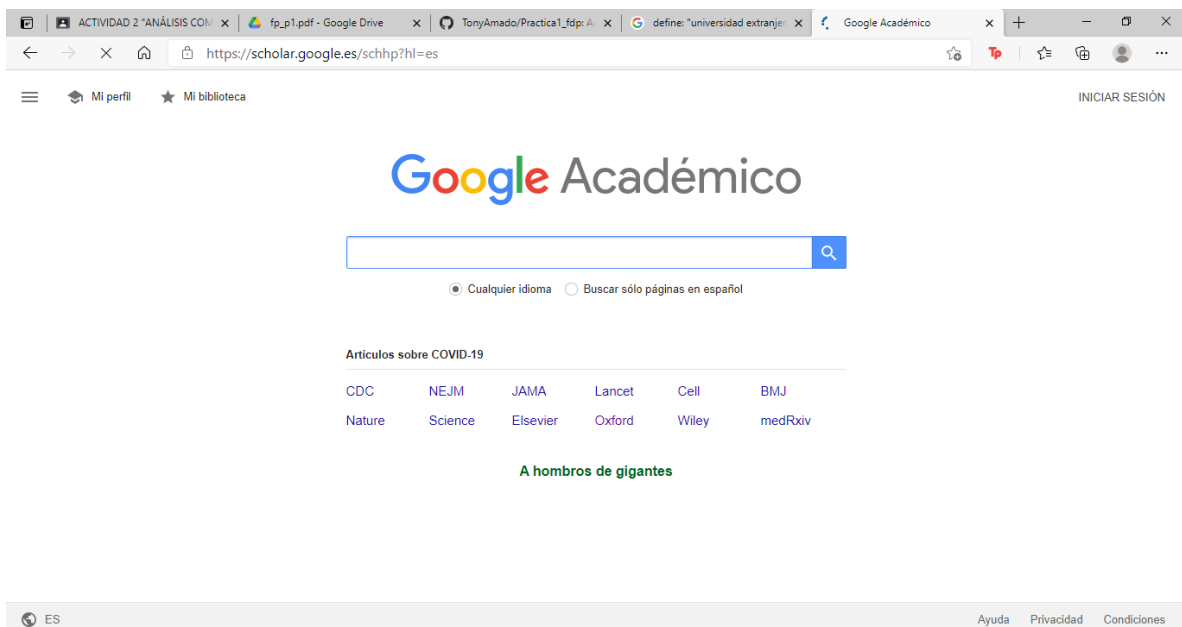 ACTIVIDAD 2 "ANÁLISIS COM
fp_p1.pdf - Google Drive
TonyAmado/Practica1_fdp: Ac
define: "universidad extranjer
Google Académico
https://scholar.google.es/schhp?hl=es
Mi perfil
Mi biblioteca
INICIAR SESIÓN
Google Académico
Cualquier idioma
Buscar sólo páginas en español
Artículos sobre COVID-19
CDC NEJM JAMA Lancet Cell BMJ
Nature Science Elsevier Oxford Wiley medRxiv
A hombros de gigantes
ES
Ayuda Privacidad Condiciones